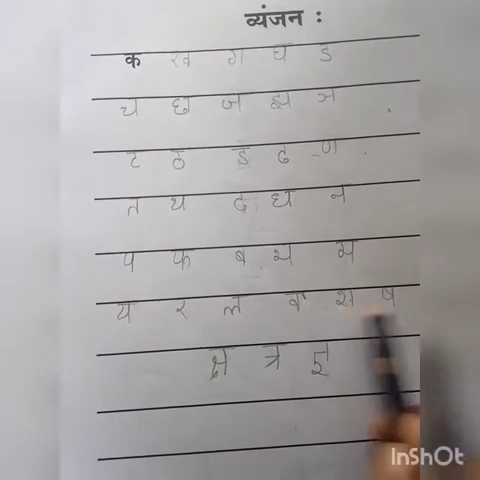 व्यंजन :
क ख ग घ ङ
च छ ज झ ञ
ट ठ ड ढ ण
त थ द ध न
प फ ब भ म
य र ल व श ष
क्ष त्र ज्ञ
InShOt